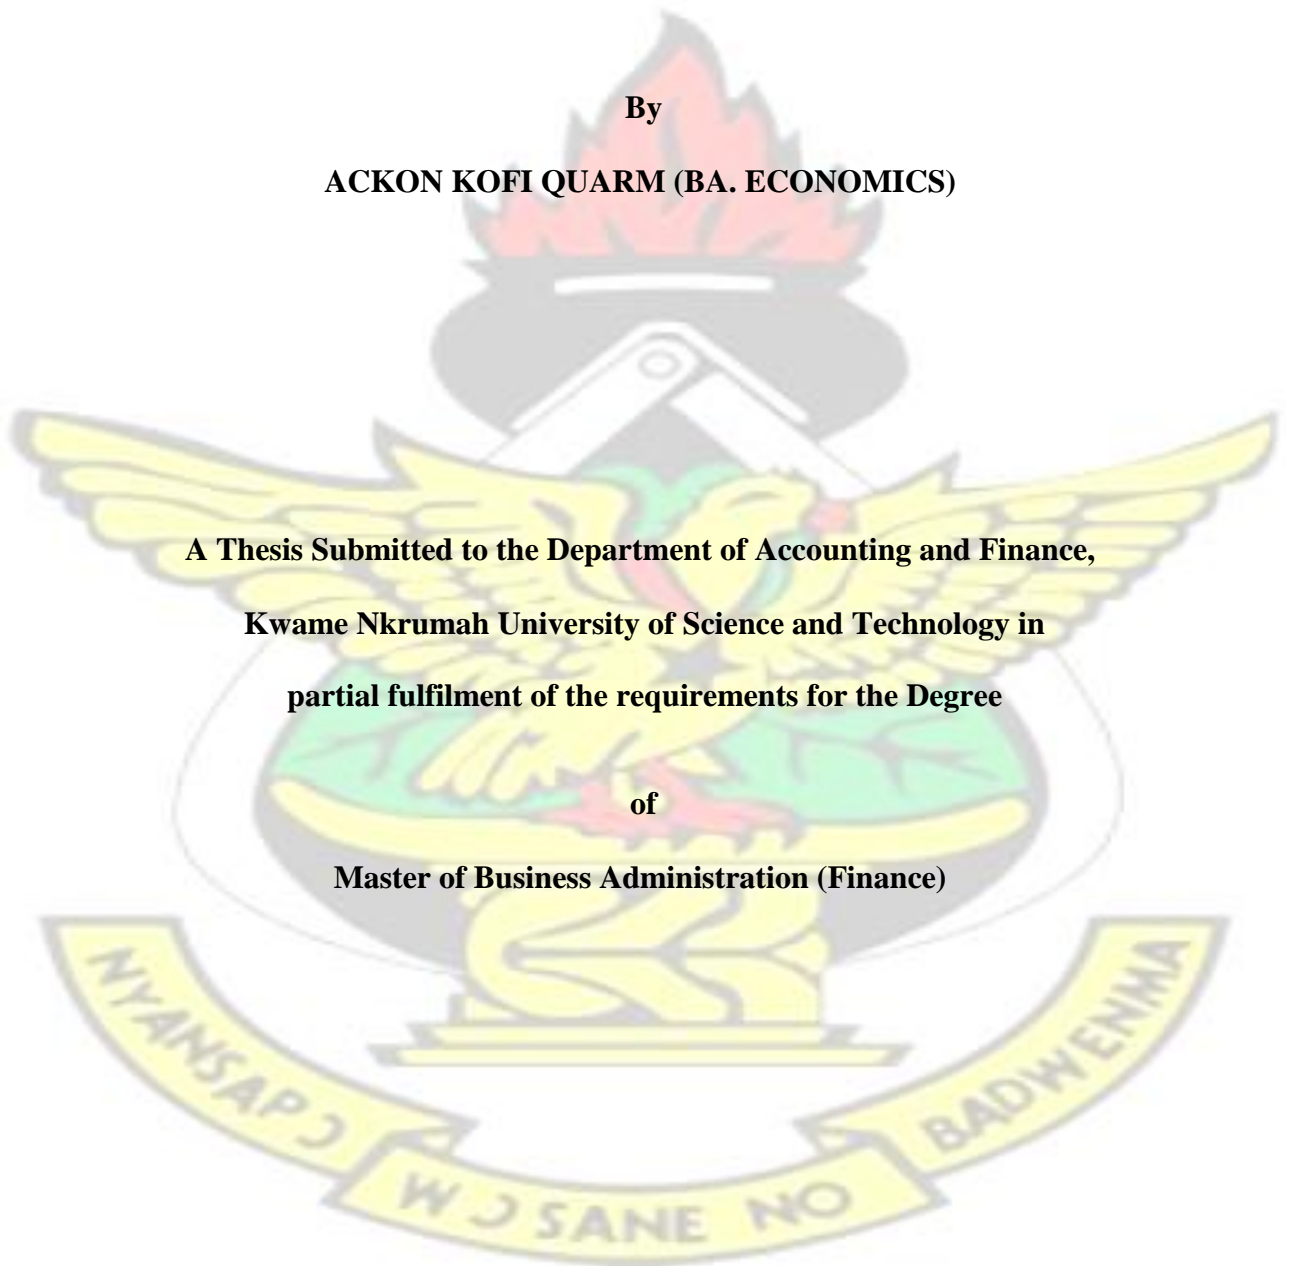 By
ACKON KOFI QUARM (BA. ECONOMICS)
A Thesis Submitted to the Department of Accounting and Finance,
Kwame Nkrumah University of Science and Technology in
partial fulfilment of the requirements for the Degree
of
Master of Business Administration (Finance)
NYANSAPƆ WƆSANE NO BADWENMA